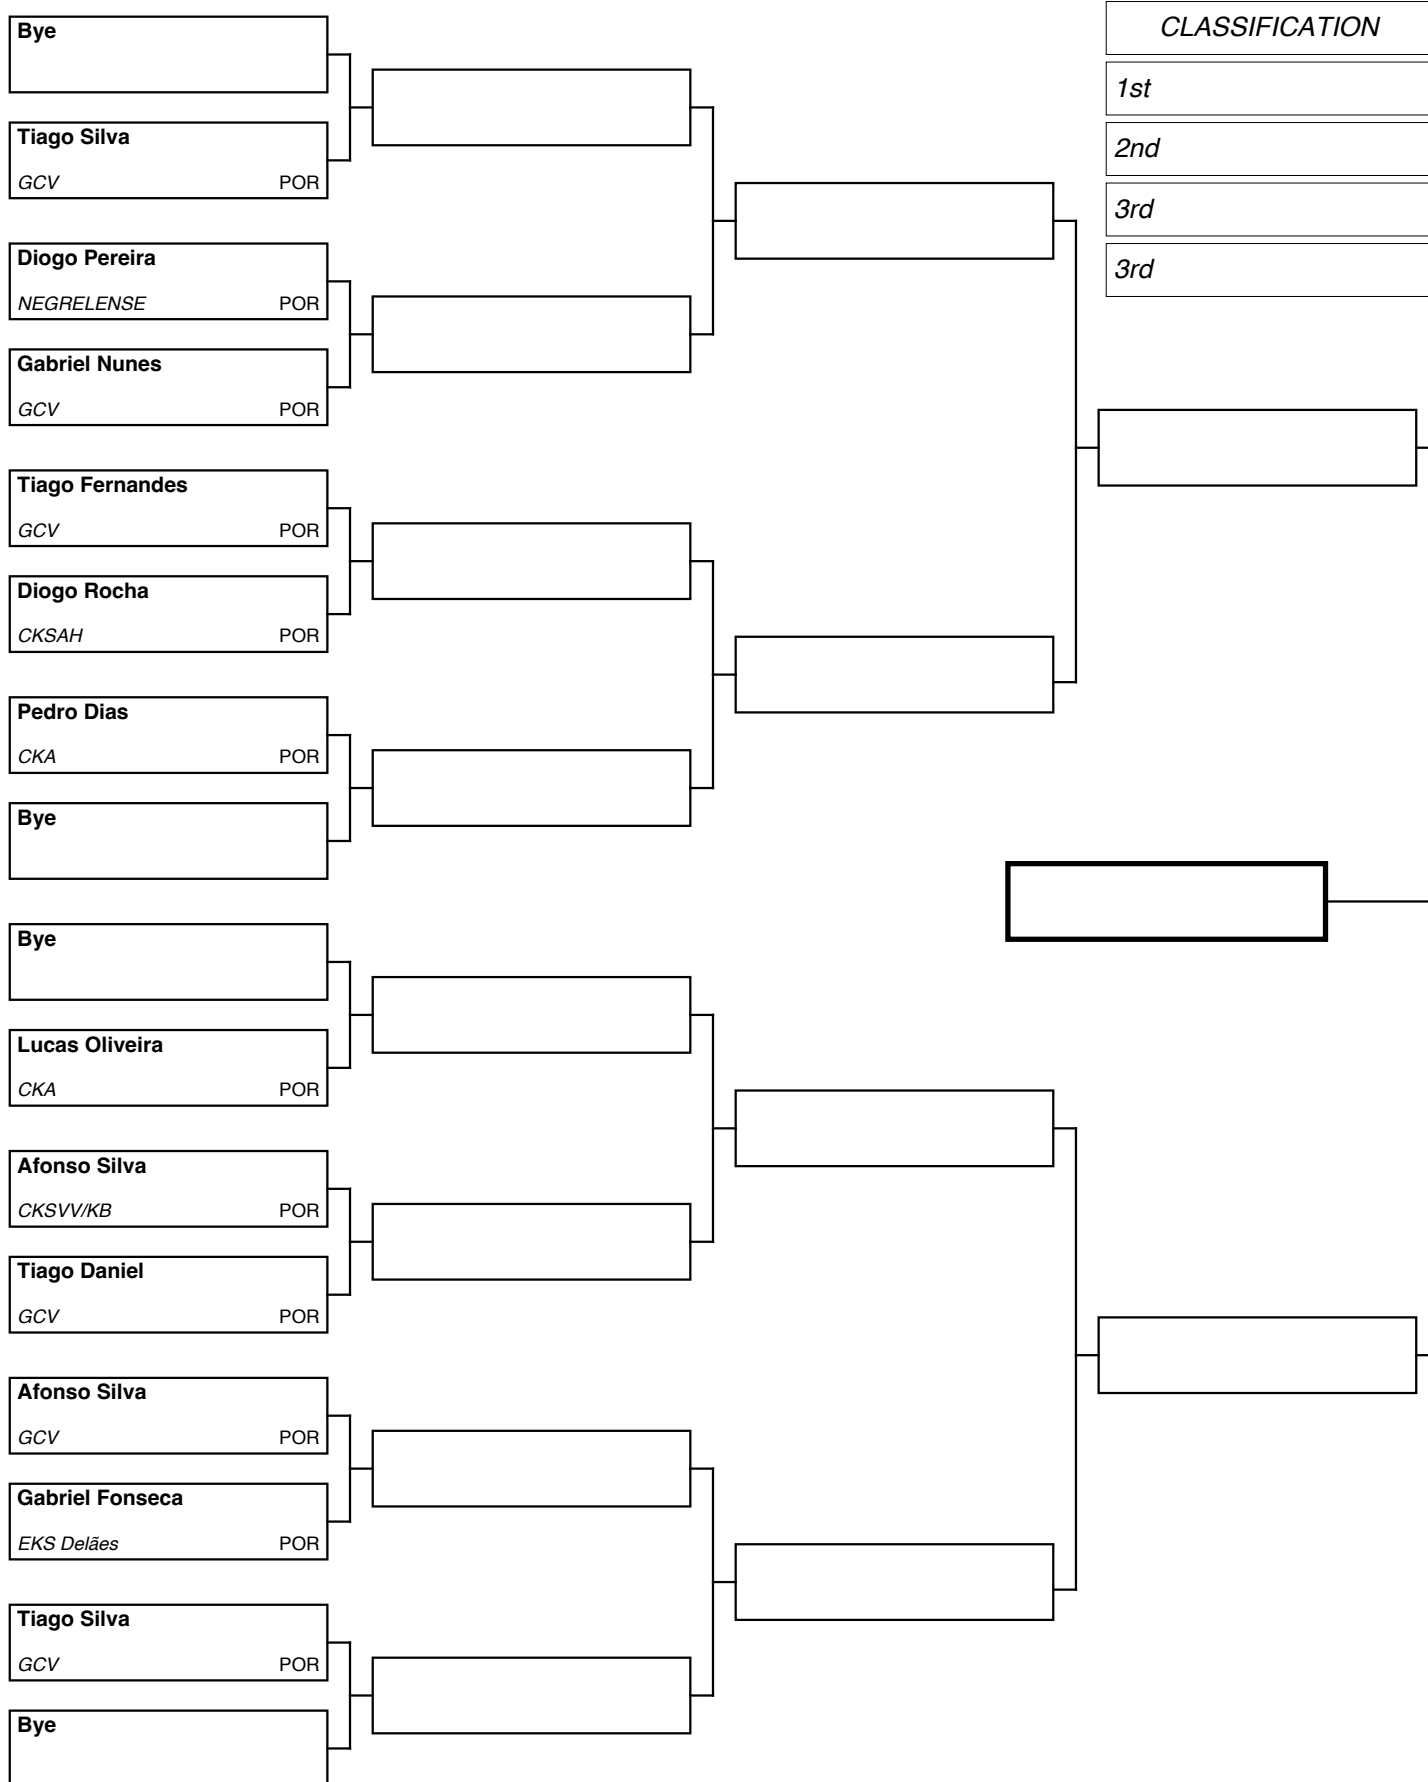 Bye
Tiago Silva
GCV POR
Diogo Pereira
NEGRELENSE POR
Gabriel Nunes
GCV POR
Tiago Fernandes
GCV POR
Diogo Rocha
CKSAH POR
Pedro Dias
CKA POR
Bye
Bye
Lucas Oliveira
CKA POR
Afonso Silva
CKSVV/KB POR
Tiago Daniel
GCV POR
Afonso Silva
GCV POR
Gabriel Fonseca
EKS Delães POR
Tiago Silva
GCV POR
Bye
CLASSIFICATION
1st
2nd
3rd
3rd